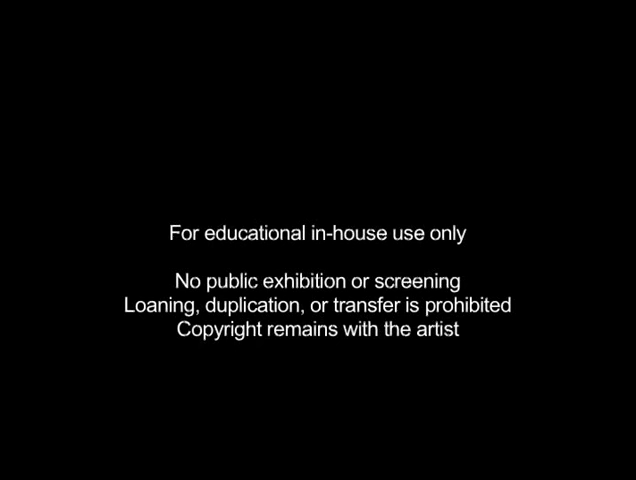 For educational in-house use only
No public exhibition or screening
Loaning, duplication, or transfer is prohibited
Copyright remains with the artist